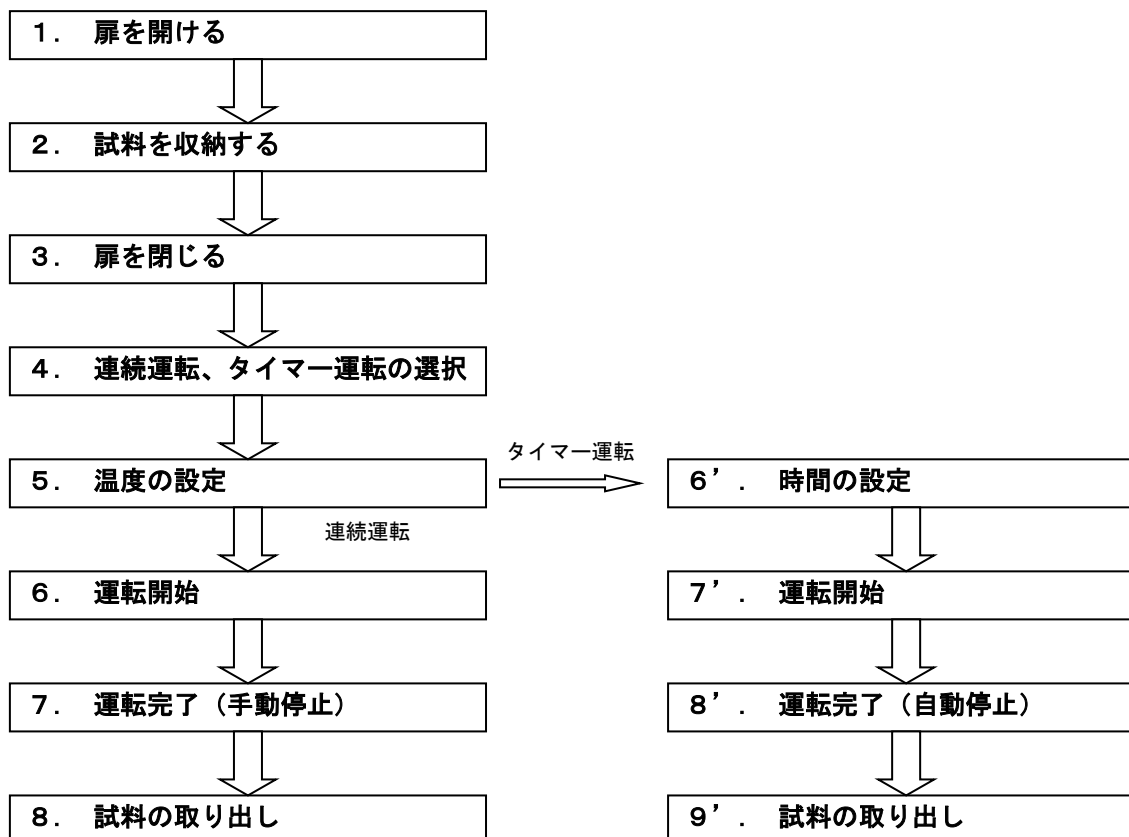 １． 扉を開ける
２． 試料を収納する
３． 扉を閉じる
４． 連続運転、タイマー運転の選択
５． 温度の設定
連続運転
６． 運転開始
７． 運転完了（手動停止）
８． 試料の取り出し
タイマー運転
６’． 時間の設定
７’． 運転開始
８’． 運転完了（自動停止）
９’． 試料の取り出し